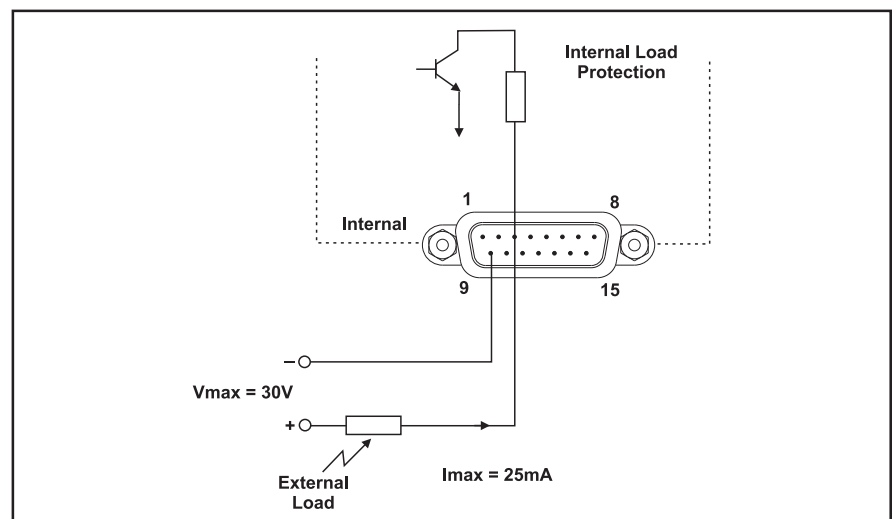 Internal Load
Protection
1
8
Internal
9
15
−
Vmax = 30V
+
External
Load
Imax = 25mA